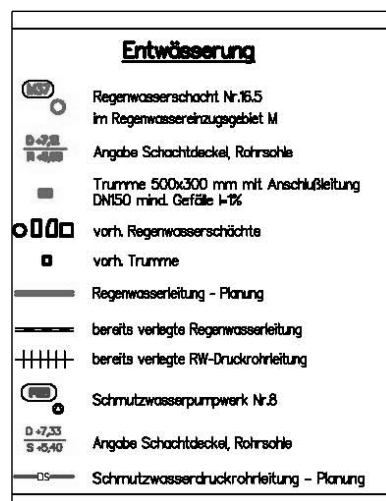 Entwässerung
Regenwasserschacht Nr.16.5
im Regenwassereinzugsgebiet M
D +7,18
Angabe Schachtdeckel, Rohrsohle
Trumme 500x300 mm mit Anschlußleitung
DN150 mind. Gefälle I=1%
vorh. Regenwasserschächte
vorh. Trumme
Regenwasserleitung - Planung
bereits verlegte Regenwasserleitung
bereits verlegte RW-Druckrohrleitung
Schmutzwasserpumpwerk Nr.8
D +7,33
S +5,40
Angabe Schachtdeckel, Rohrsohle
DS
Schmutzwasserdruckrohrleitung - Planung